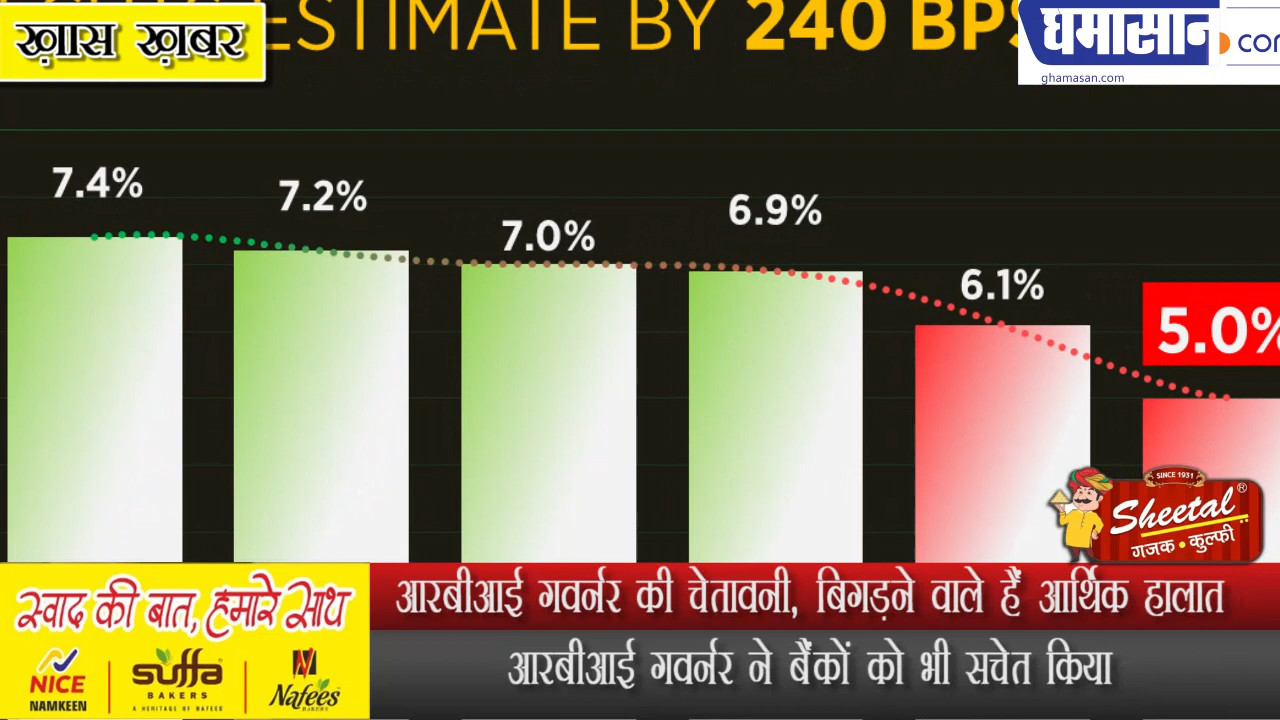 ESTIMATE BY 240 BPS
ख़ास ख़बर
घमासान
.com
ghamasan.com
7.4%
7.2%
7.0%
6.9%
6.1%
5.0%
SINCE 1931
Sheetal®
गजक • कुल्फी
आरबीआई गवर्नर की चेतावनी, बिगड़ने वाले हैं आर्थिक हालात
आरबीआई गवर्नर ने बैंकों को भी सचेत किया
स्वाद की बात, हमारे साथ
NICE
NAMKEEN
suffa
BAKERS
A HERITAGE OF NAFEES
Nafees
BAKERS